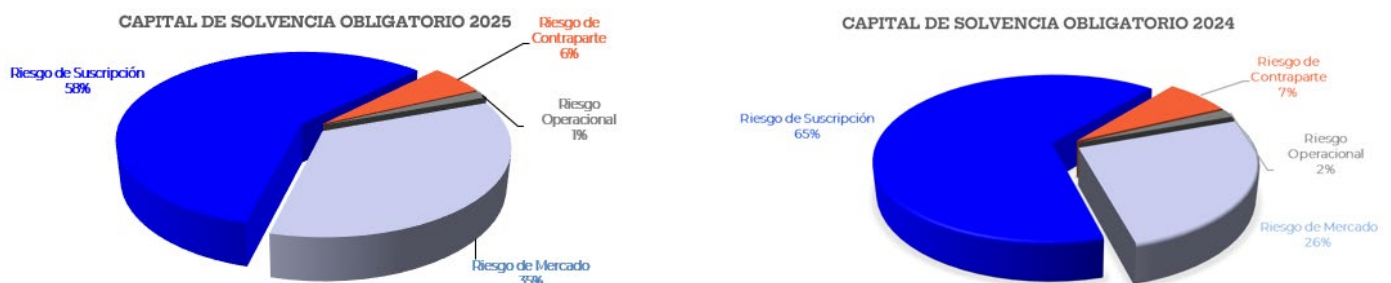 CAPITAL DE SOLVENCIA OBLIGATORIO 2025
Riesgo de
Contraparte
6%
Riesgo de Suscripción
58%
Riesgo
Operacional
1%
Riesgo de Mercado
35%
CAPITAL DE SOLVENCIA OBLIGATORIO 2024
Riesgo de
Contraparte
7%
Riesgo de Suscripción
65%
Riesgo
Operacional
2%
Riesgo de Mercado
26%